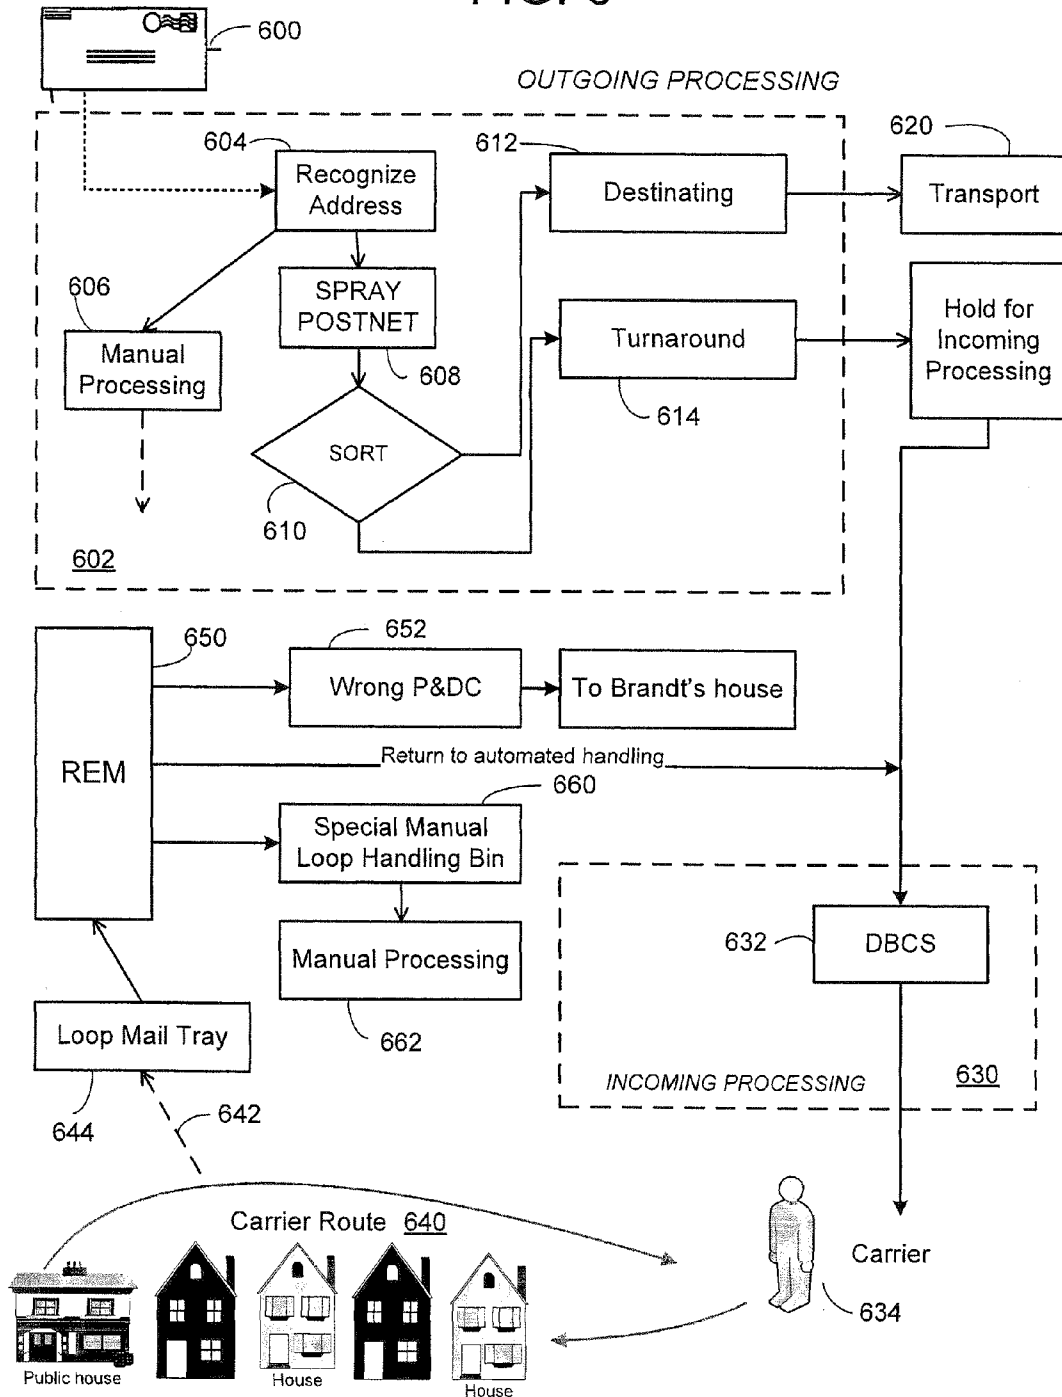 600
OUTGOING PROCESSING
604
612
620
Recognize
Address
Destinating
Transport
606
SPRAY
POSTNET
Manual
Processing
608
Turnaround
614
Hold for
Incoming
Processing
SORT
610
602
650
652
Wrong P&DC
To Brandt's house
REM
Return to automated handling
660
Special Manual
Loop Handling Bin
632
DBCS
Manual Processing
662
Loop Mail Tray
INCOMING PROCESSING
630
644
642
Carrier Route 640
Carrier
634
Public house
House
House